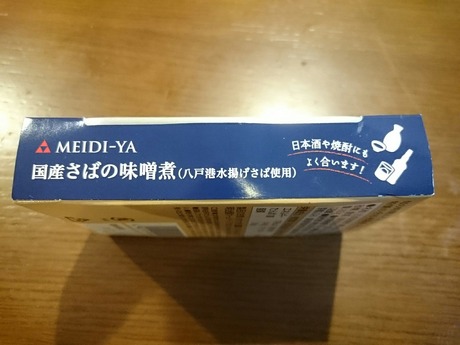 MEIDI-YA
国産さばの味噌煮(八戸港水揚げさば使用)
日本酒や焼酎にも
よく合います!